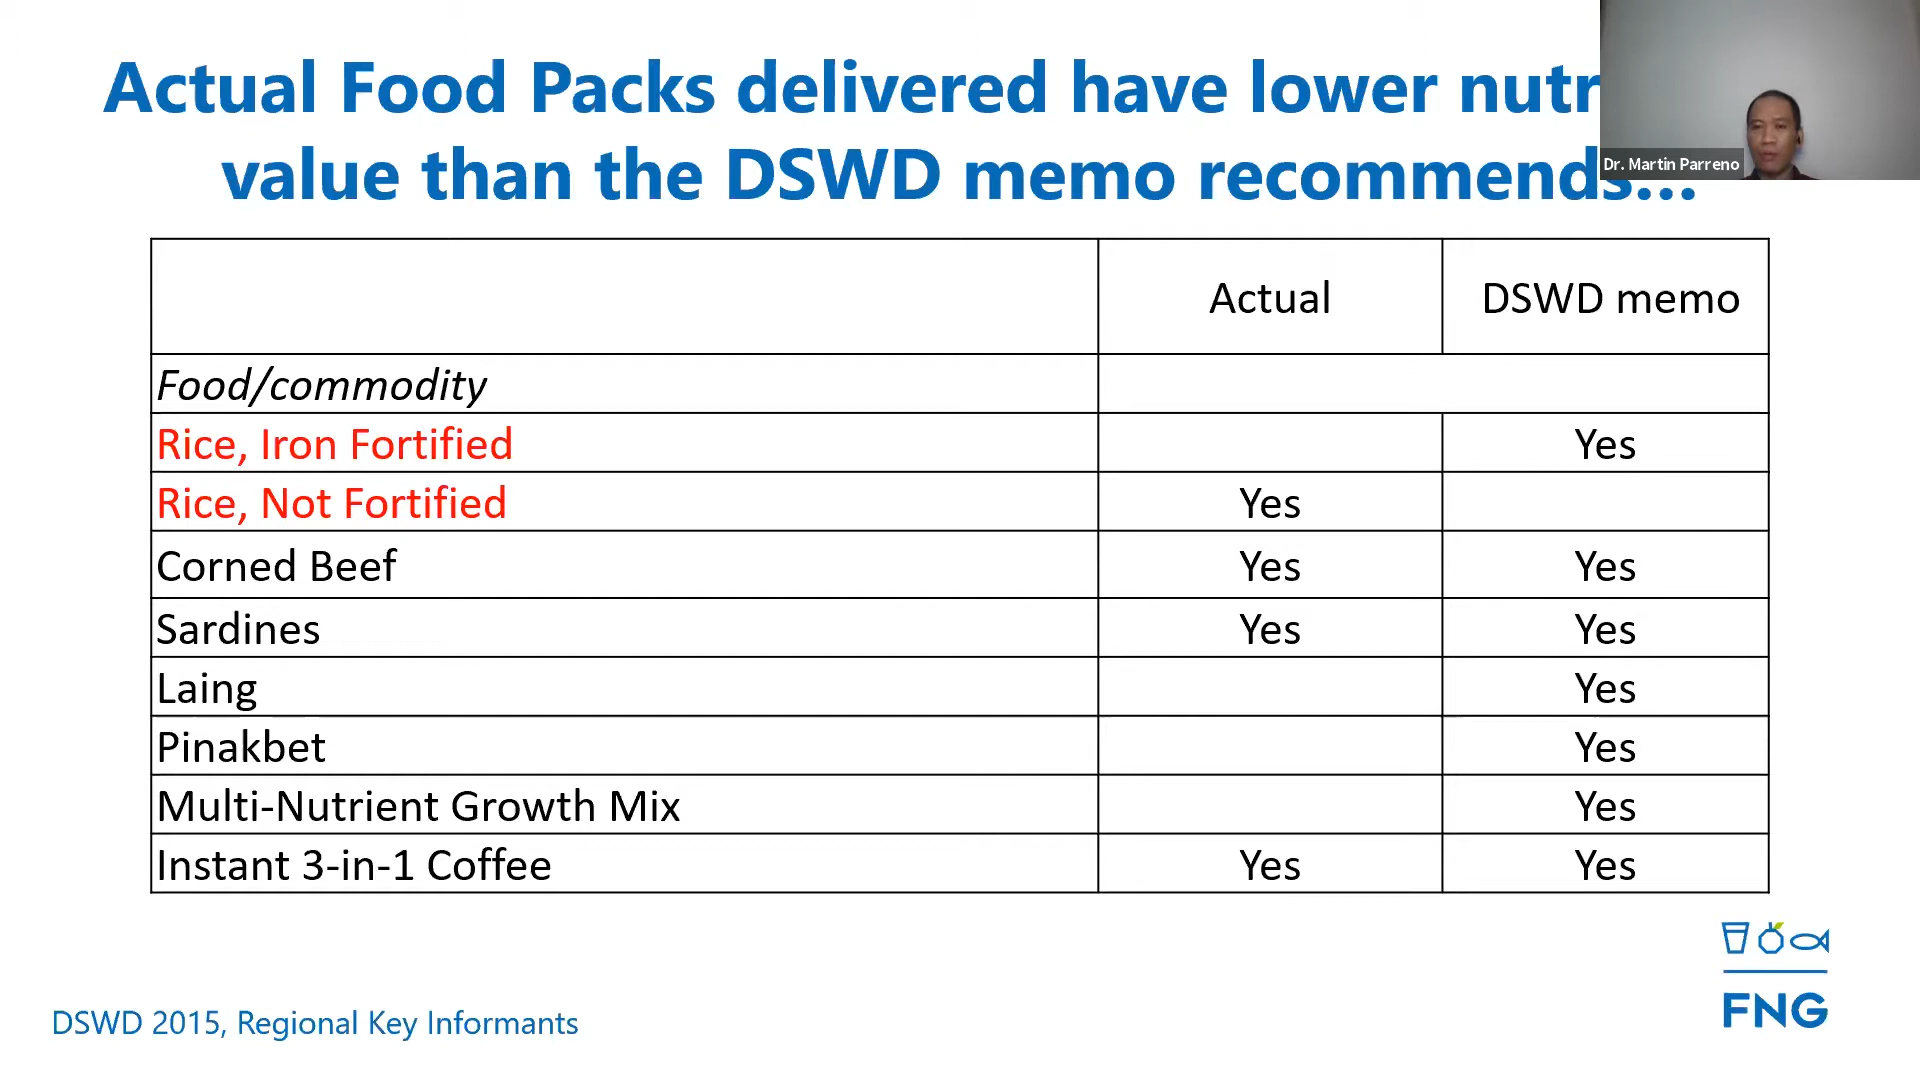 Actual Food Packs delivered have lower
value than the DSWD memo recommends...
Dr. Martin Parreno
Actual DSWD memo
Food/commodity
Rice, Iron Fortified Yes
Rice, Not Fortified Yes
Corned Beef Yes Yes
Sardines Yes Yes
Laing Yes
Pinakbet Yes
Multi-Nutrient Growth Mix Yes
Instant 3-in-1 Coffee Yes Yes
FNG
DSWD 2015, Regional Key Informants